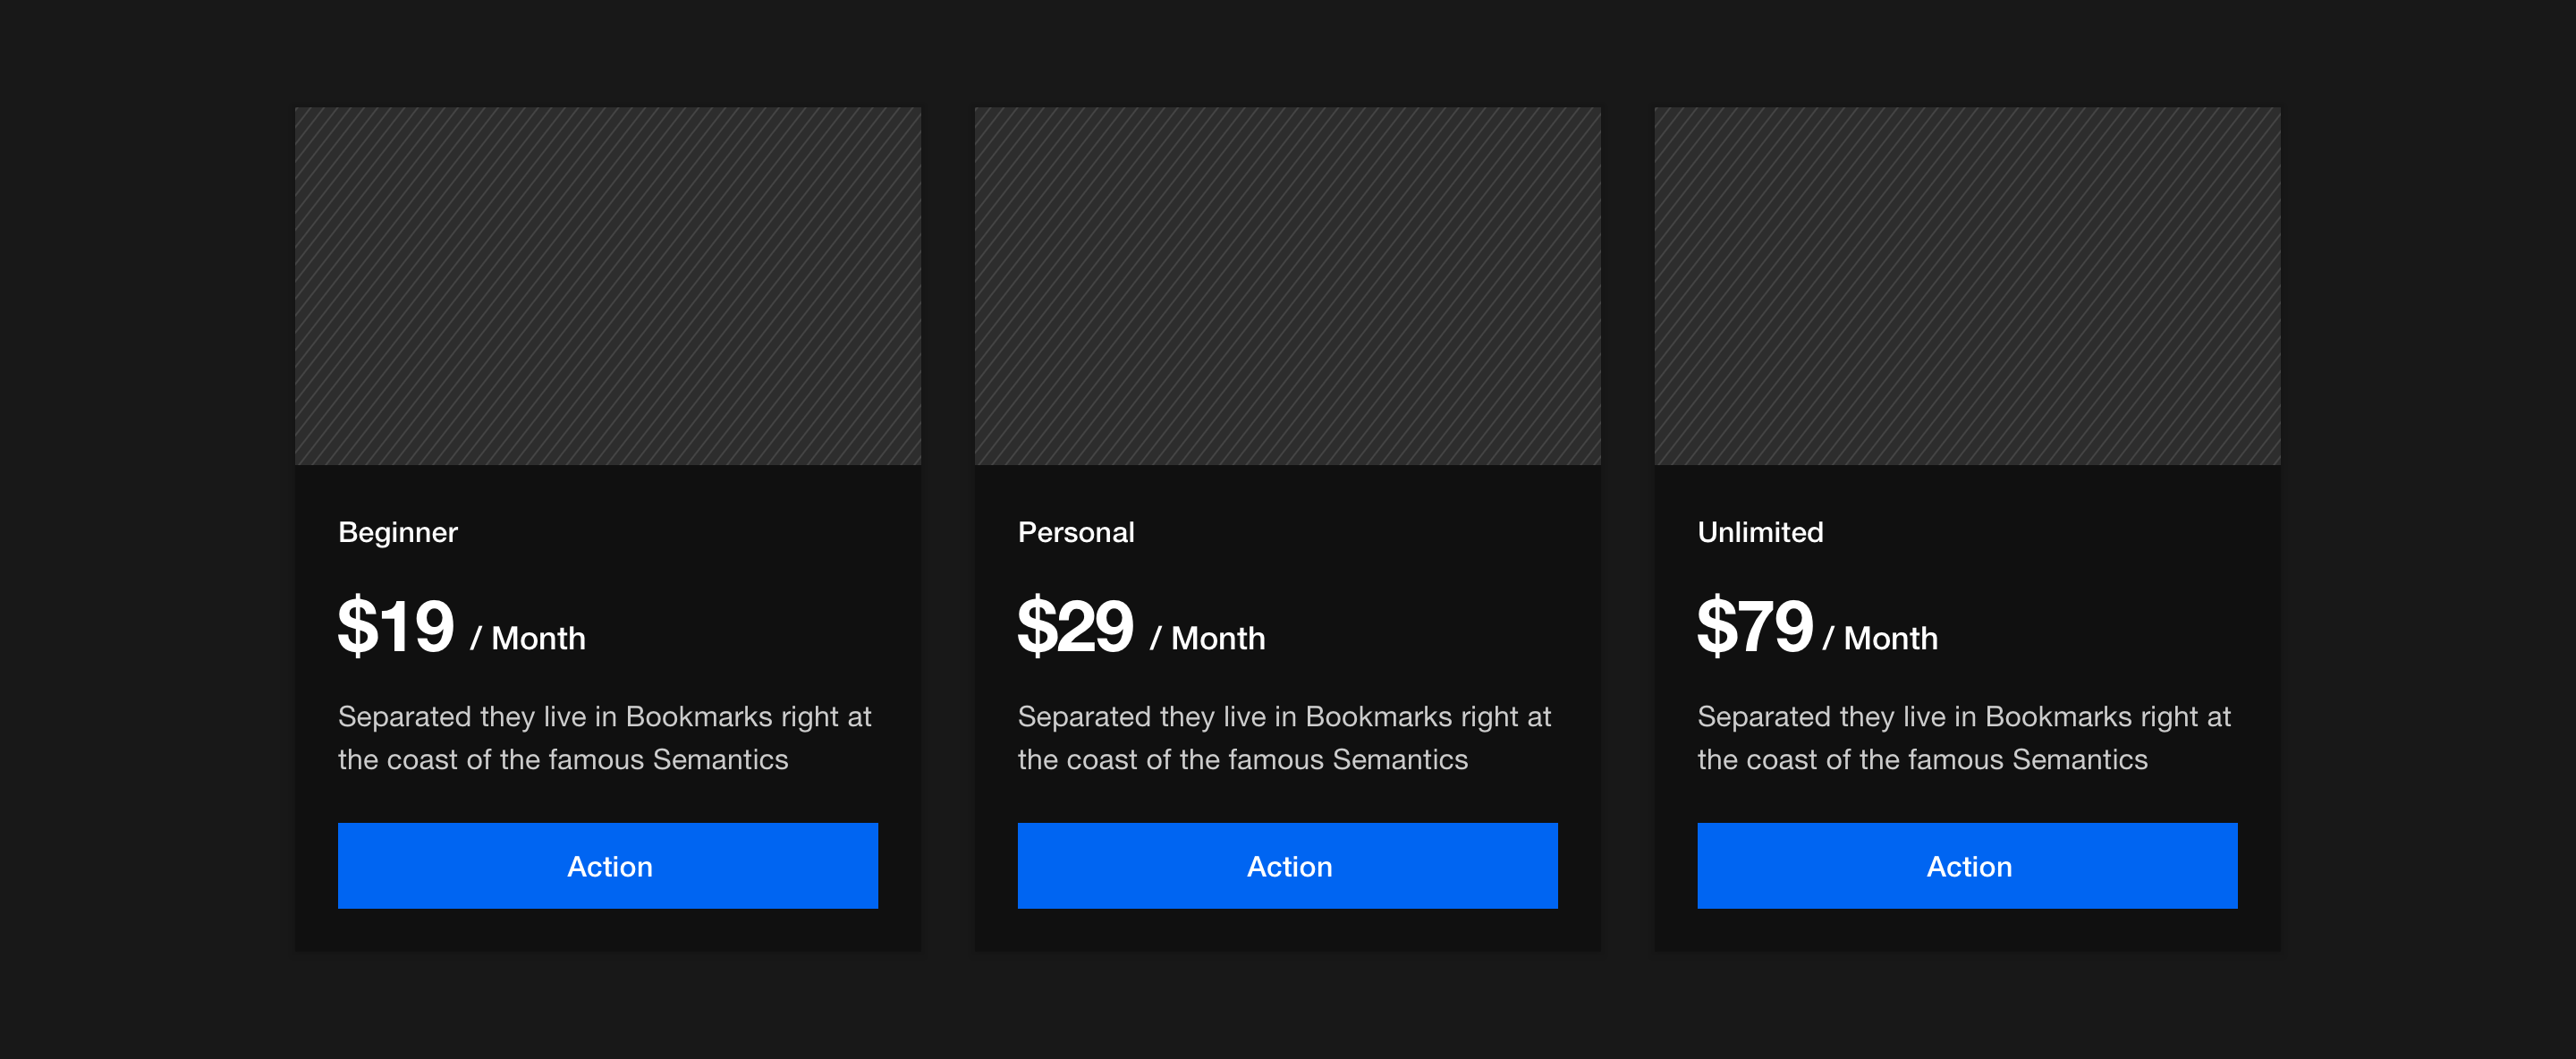 Beginner
$19 / Month
Separated they live in Bookmarks right at
the coast of the famous Semantics
Action
Personal
$29 / Month
Separated they live in Bookmarks right at
the coast of the famous Semantics
Action
Unlimited
$79 / Month
Separated they live in Bookmarks right at
the coast of the famous Semantics
Action